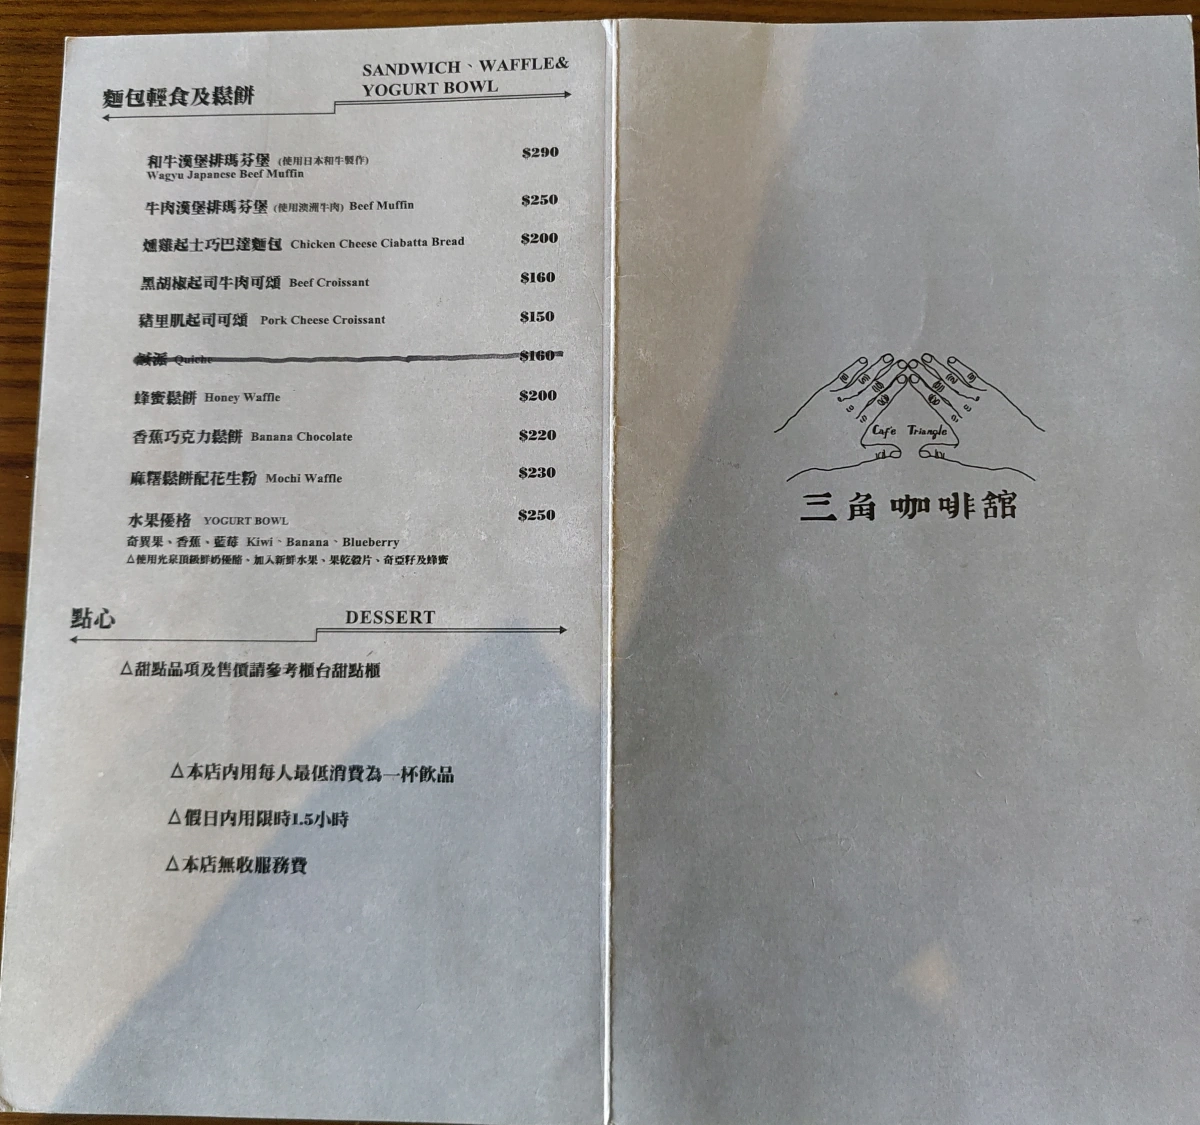 麵包輕食及鬆餅
SANDWICH、WAFFLE&
YOGURT BOWL
和牛漢堡排瑪芬堡 (使用日本和牛製作) $290
Wagyu Japanese Beef Muffin
牛肉漢堡排瑪芬堡 (使用澳洲牛肉) Beef Muffin $250
燻雞起士巧巴達麵包 Chicken Cheese Ciabatta Bread $200
黑胡椒起司牛肉可頌 Beef Croissant $160
豬里肌起司可頌 Pork Cheese Croissant $150
鹹派 Quiche $160
蜂蜜鬆餅 Honey Waffle $200
香蕉巧克力鬆餅 Banana Chocolate $220
麻糬鬆餅配花生粉 Mochi Waffle $230
水果優格 YOGURT BOWL $250
奇異果、香蕉、藍莓 Kiwi、Banana、Blueberry
△使用光泉頂級鮮奶優酪、加入新鮮水果、果乾穀片、奇亞籽及蜂蜜
點心
DESSERT
△甜點品項及售價請參考櫃台甜點櫃
△本店內用每人最低消費為一杯飲品
△假日內用限時1.5小時
△本店無收服務費
Cafe Triangle
三角咖啡舘